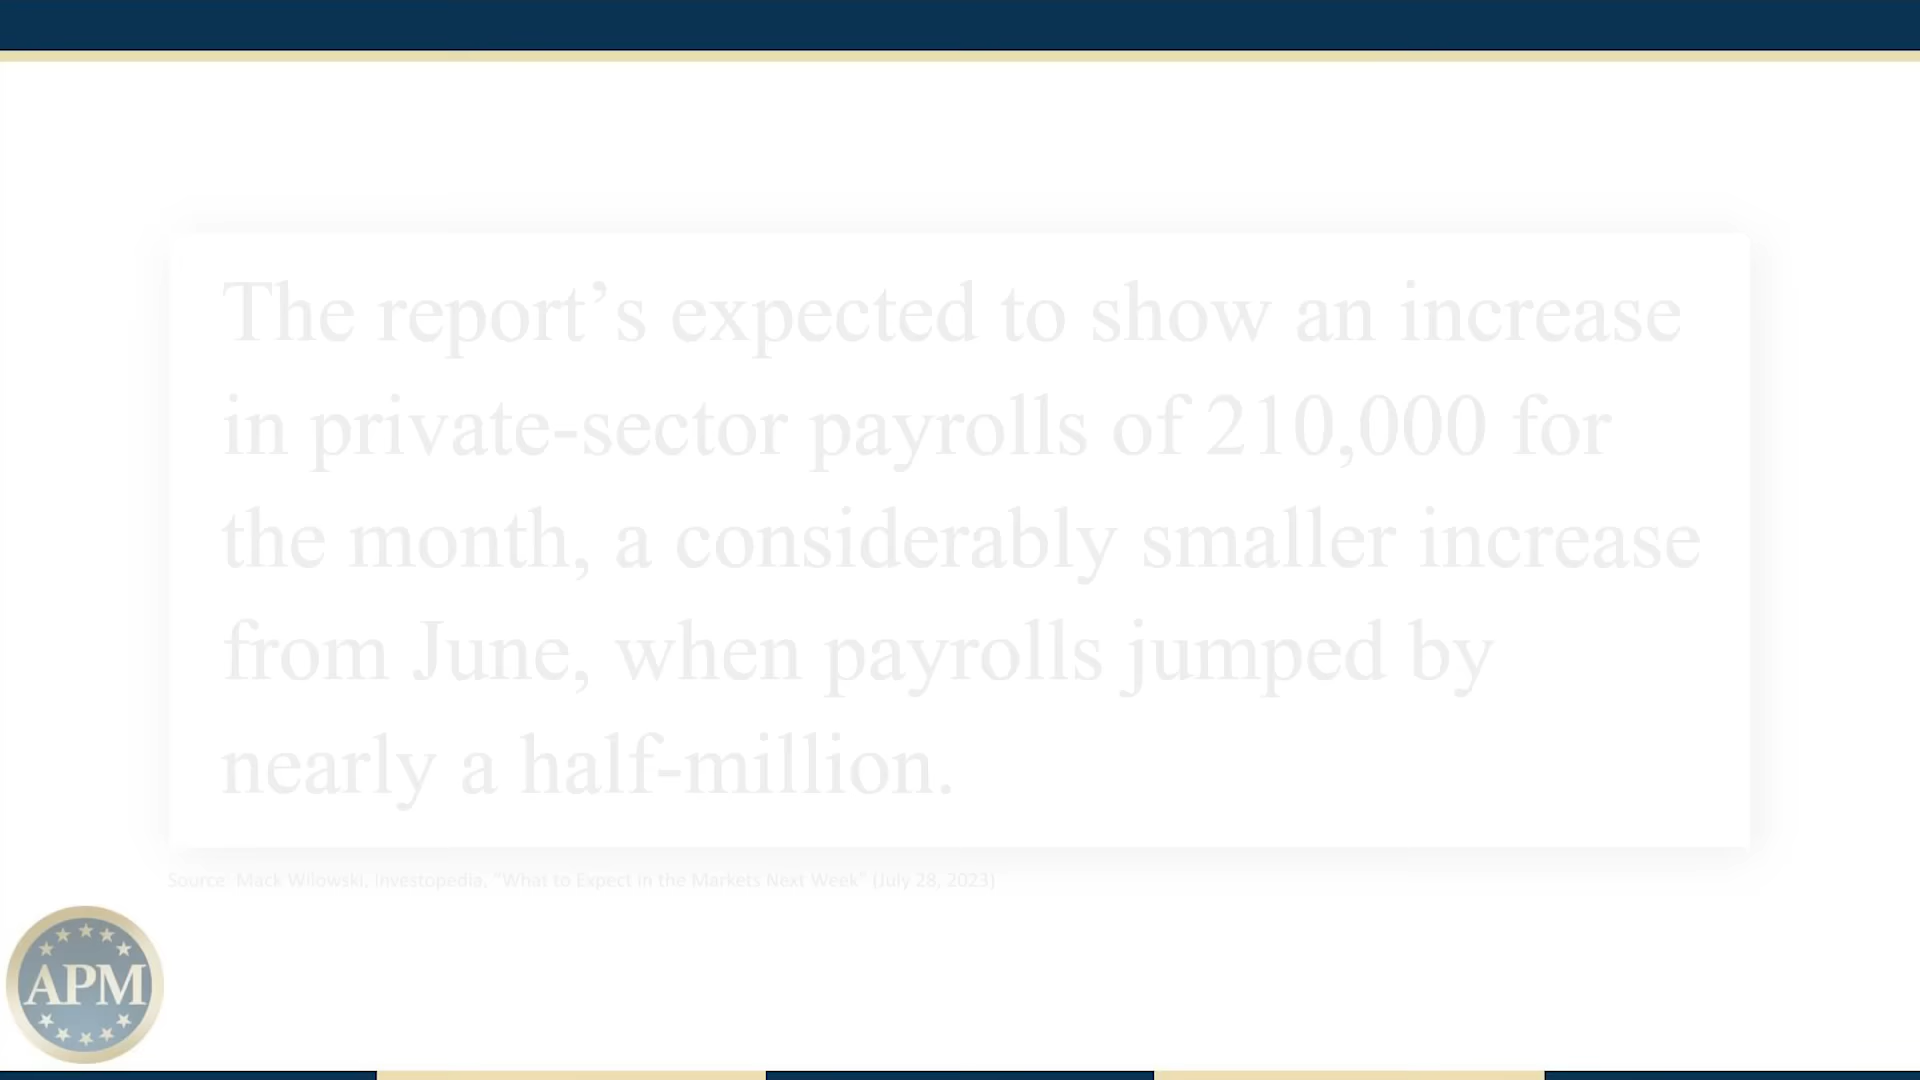 The report’s expected to show an increase
in private-sector payrolls of 210,000 for
the month, a considerably smaller increase
from June, when payrolls jumped by
nearly a half-million.
Source: Mack Wilowski, Investopedia, “What to Expect in the Markets Next Week” (July 28, 2023)
APM